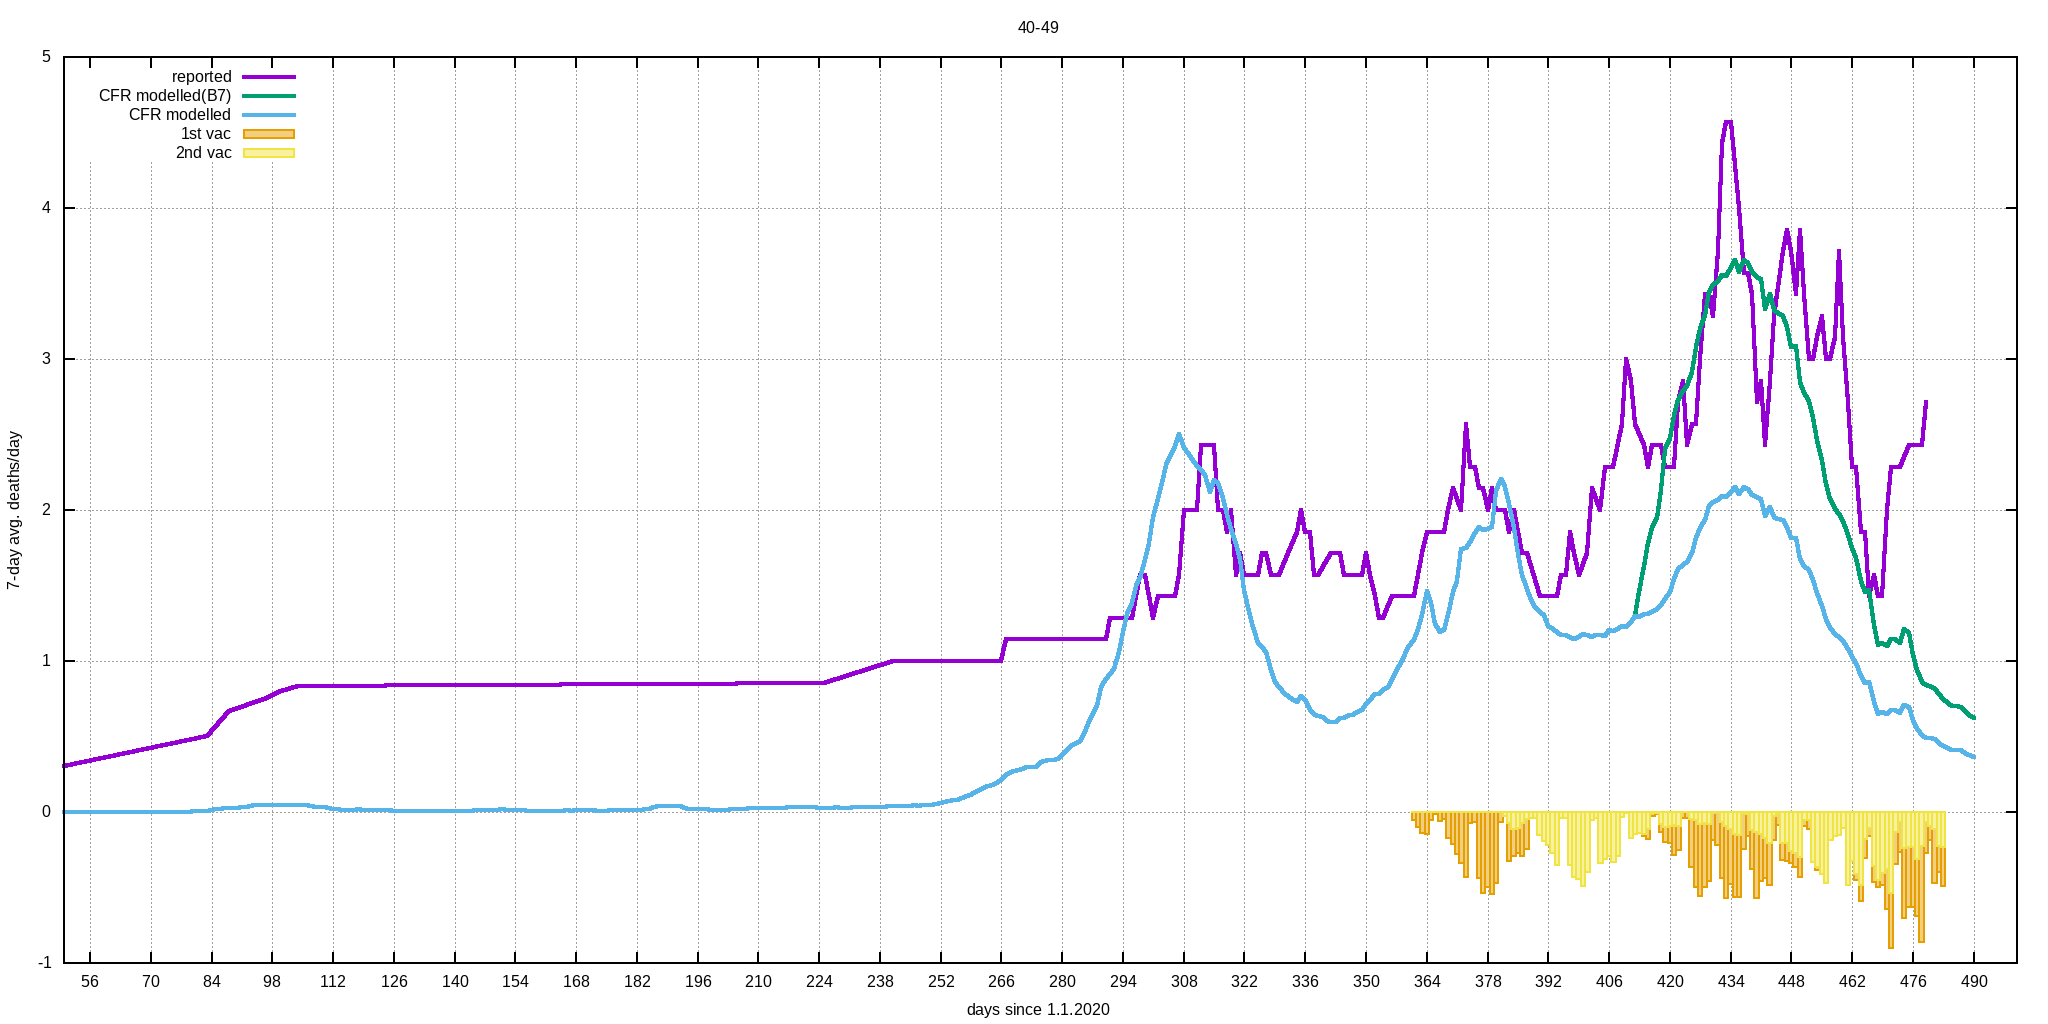 40-49
reported
CFR modelled(B7)
CFR modelled
1st vac
2nd vac
5
4
3
2
1
0
-1
7-day avg. deaths/day
56 70 84 98 112 126 140 154 168 182 196 210 224 238 252 266 280 294 308 322 336 350 364 378 392 406 420 434 448 462 476 490
days since 1.1.2020